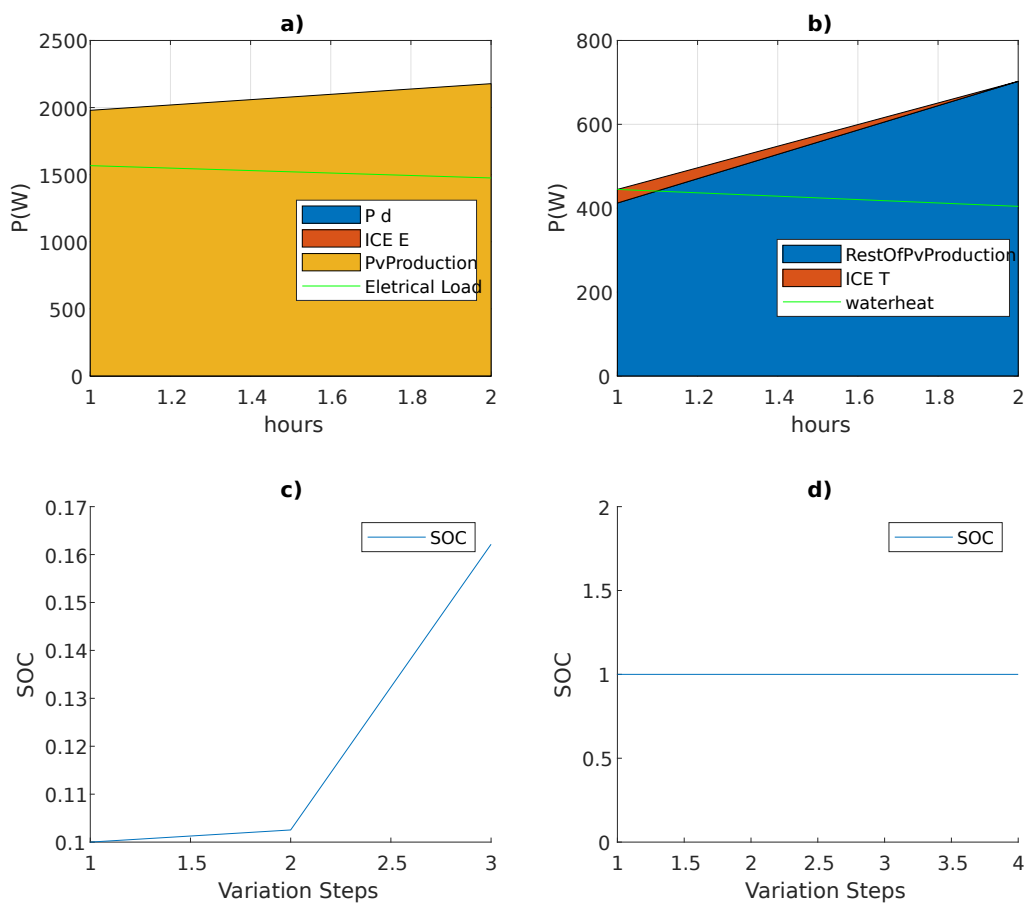 a)
2500
2000
1500
1000
500
0
P(W)
P d
ICE E
PvProduction
Eletrical Load
1 1.2 1.4 1.6 1.8 2
hours
b)
800
600
400
200
0
P(W)
RestOfPvProduction
ICE T
waterheat
1 1.2 1.4 1.6 1.8 2
hours
c)
0.17
0.16
0.15
0.14
0.13
0.12
0.11
0.1
SOC
SOC
1 1.5 2 2.5 3
Variation Steps
d)
2
1.5
1
0.5
0
SOC
SOC
1 1.5 2 2.5 3 3.5 4
Variation Steps